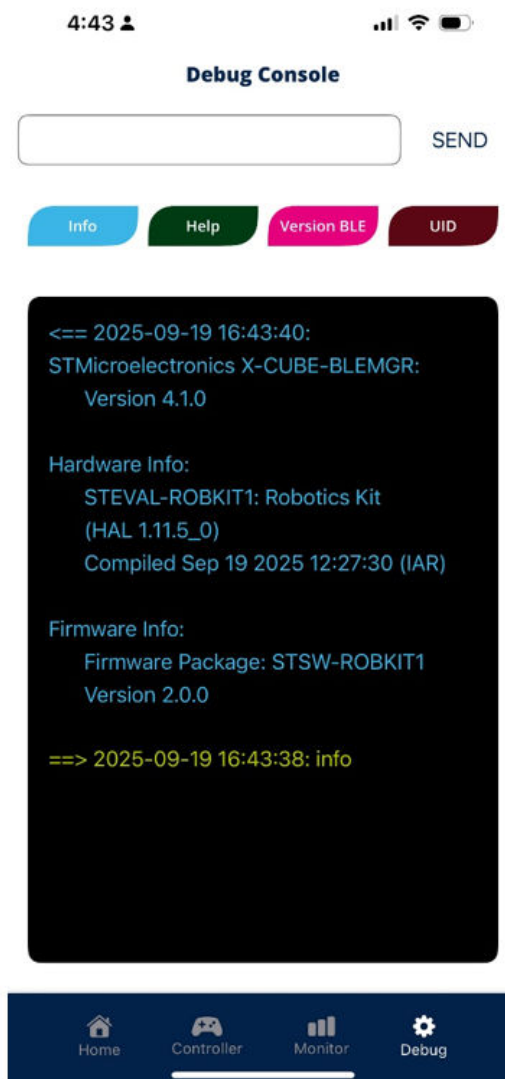 4:43
Debug Console
SEND
Info
Help
Version BLE
UID
<== 2025-09-19 16:43:40:
STMicroelectronics X-CUBE-BLEMGR:
Version 4.1.0
Hardware Info:
STEVAL-ROBKIT1: Robotics Kit
(HAL 1.11.5_0)
Compiled Sep 19 2025 12:27:30 (IAR)
Firmware Info:
Firmware Package: STSW-ROBKIT1
Version 2.0.0
==> 2025-09-19 16:43:38: info
Home
Controller
Monitor
Debug